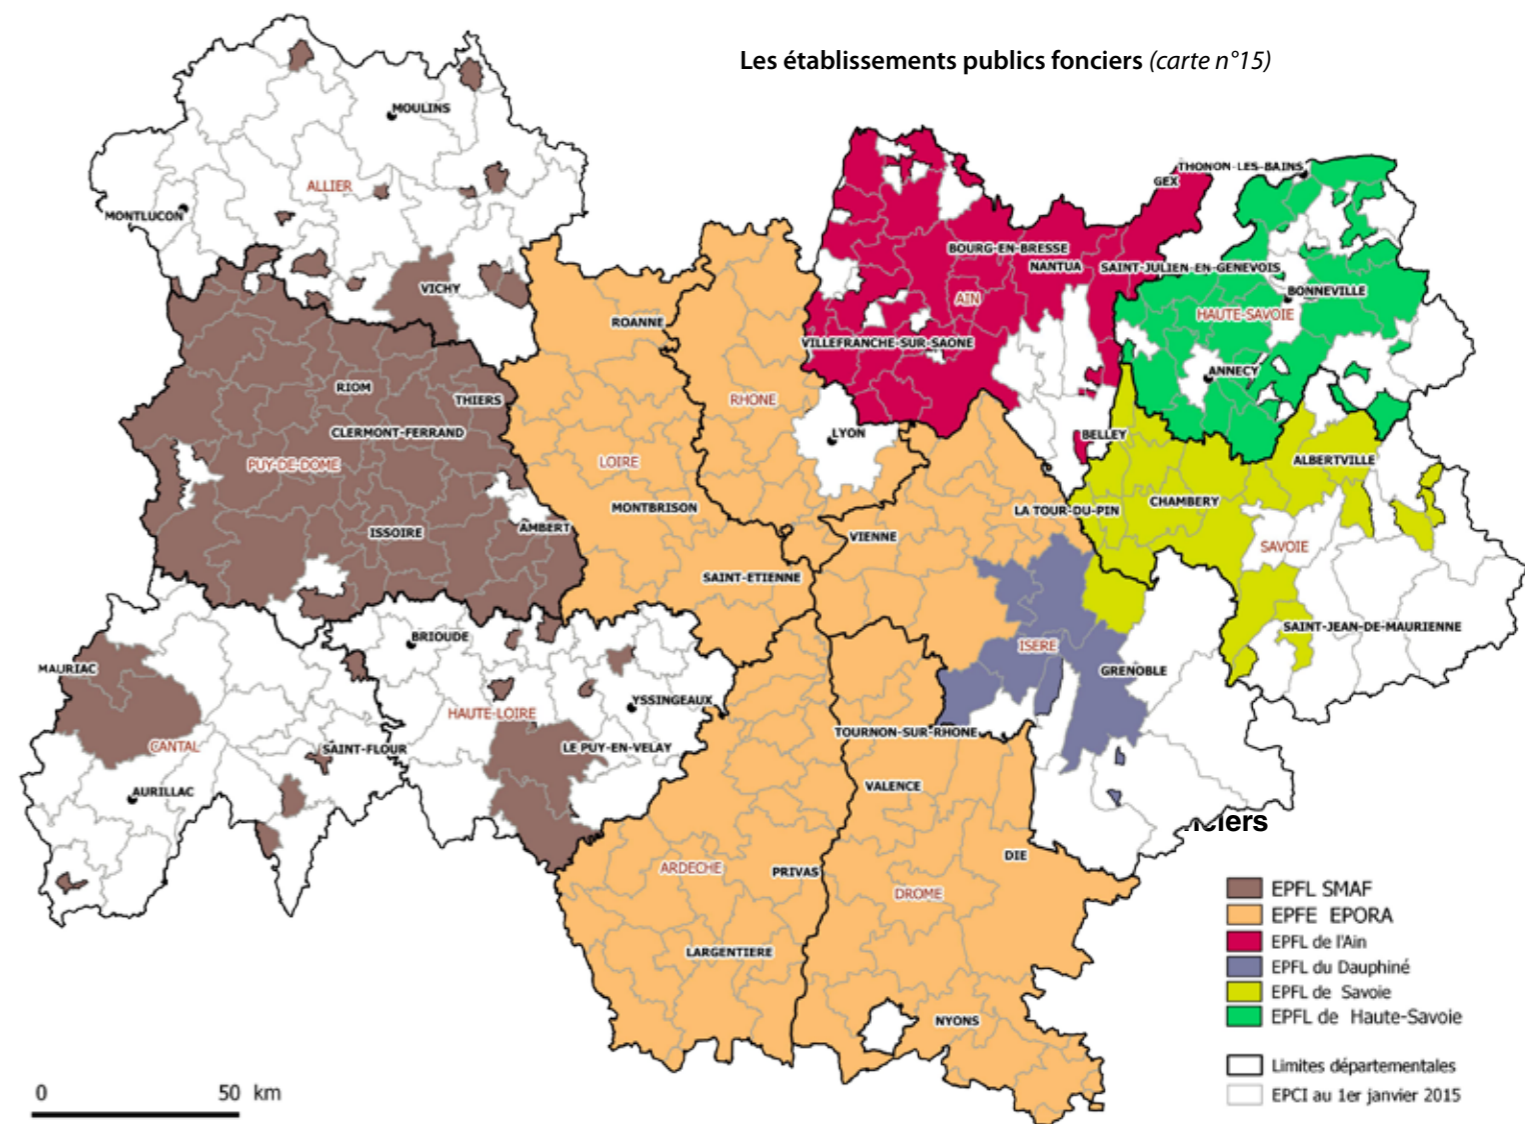 Les établissements publics fonciers (carte n°15)
MOULINS
ALLIER
MONTLUCON
VICHY
THONON-LES-BAINS
GEX
BOURG-EN-BRESSE
NANTUA
SAINT-JULIEN-EN-GENEVOIS
BONNEVILLE
AIN
HAUTE-SAVOIE
ROANNE
VILLEFRANCHE-SUR-SAONE
ANNECY
RIOM
THIERS
RHONE
CLERMONT-FERRAND
LYON
BELLEY
PUY-DE-DOME
LOIRE
ALBERTVILLE
MONTBRISON
CHAMBERY
LA TOUR-DU-PIN
ISSOIRE
AMBERT
VIENNE
SAVOIE
SAINT-ETIENNE
BRIOUDE
SAINT-JEAN-DE-MAURIENNE
ISERE
MAURIAC
GRENOBLE
YSSINGEAUX
HAUTE-LOIRE
CANTAL
SAINT-FLOUR
LE PUY-EN-VELAY
TOURNON-SUR-RHONE
AURILLAC
VALENCE
nciers
DIE
ARDECHE
PRIVAS
DROME
LARGENTIERE
NYONS
EPFL SMAF
EPFE EPORA
EPFL de l'Ain
EPFL du Dauphiné
EPFL de Savoie
EPFL de Haute-Savoie
Limites départementales
EPCI au 1er janvier 2015
0 50 km